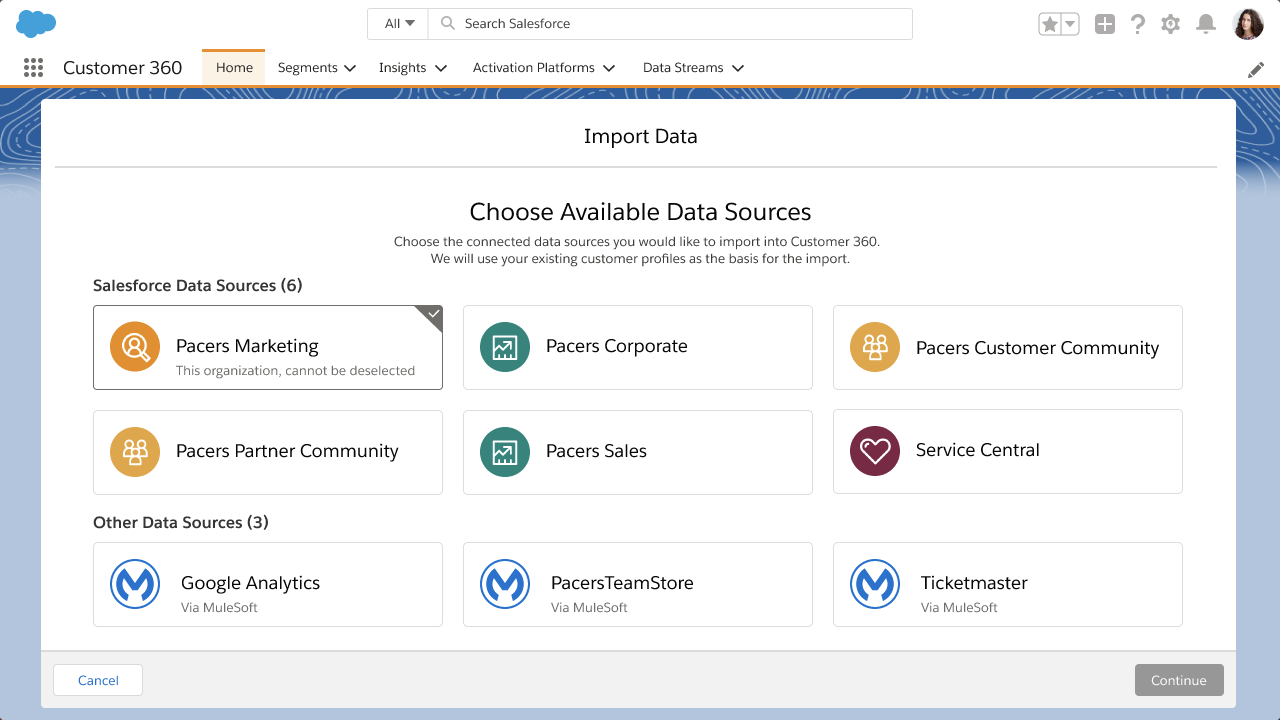 All
Search Salesforce
Customer 360
Home
Segments
Insights
Activation Platforms
Data Streams
Import Data
Choose Available Data Sources
Choose the connected data sources you would like to import into Customer 360.
We will use your existing customer profiles as the basis for the import.
Salesforce Data Sources (6)
Pacers Marketing
This organization, cannot be deselected
Pacers Corporate
Pacers Customer Community
Pacers Partner Community
Pacers Sales
Service Central
Other Data Sources (3)
Google Analytics
Via MuleSoft
PacersTeamStore
Via MuleSoft
Ticketmaster
Via MuleSoft
Cancel
Continue